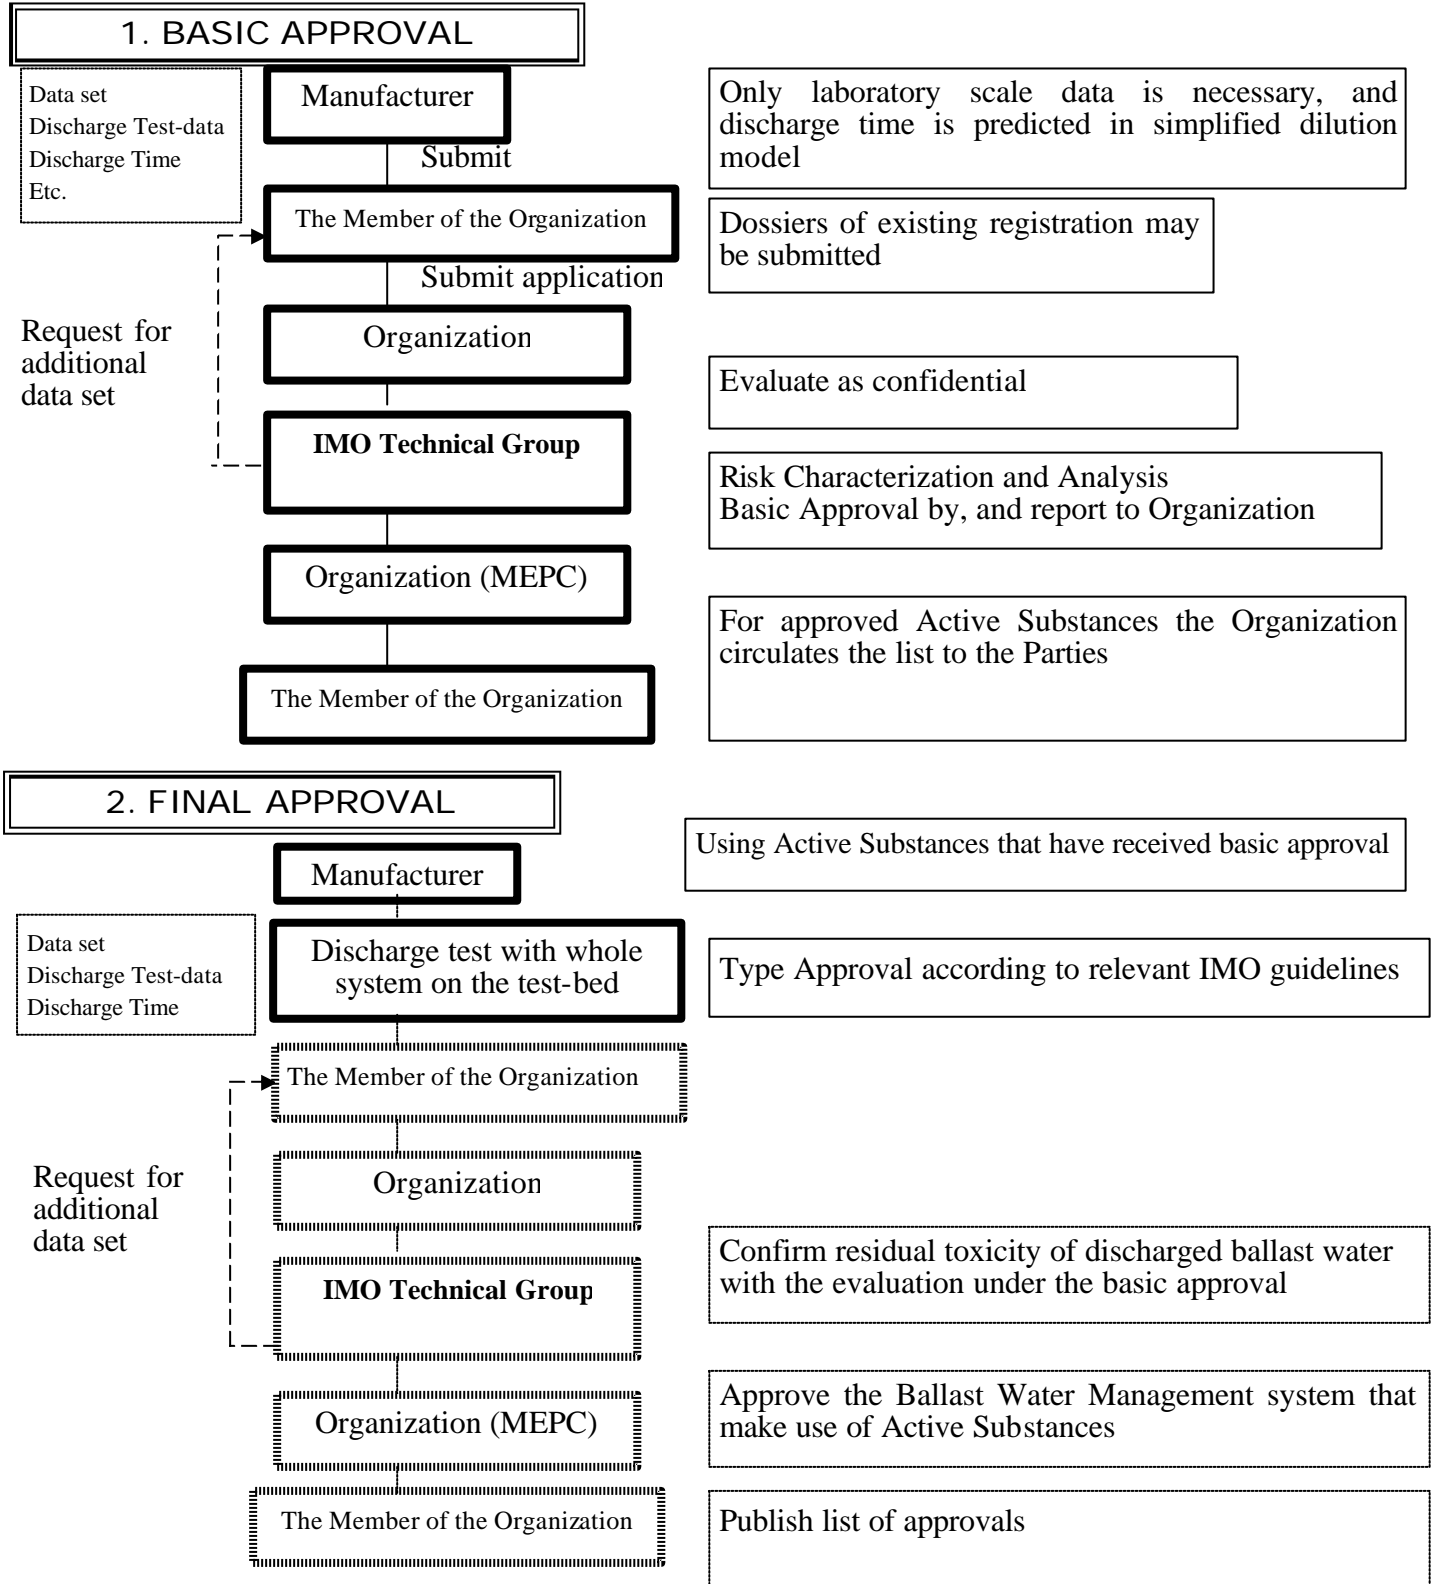 1. BASIC APPROVAL
Data set
Discharge Test-data
Discharge Time
Etc.
Manufacturer
Submit
The Member of the Organization
Submit application
Organization
Request for
additional
data set
IMO Technical Group
Organization (MEPC)
The Member of the Organization
Only laboratory scale data is necessary, and
discharge time is predicted in simplified dilution
model
Dossiers of existing registration may
be submitted
Evaluate as confidential
Risk Characterization and Analysis
Basic Approval by, and report to Organization
For approved Active Substances the Organization
circulates the list to the Parties
2. FINAL APPROVAL
Using Active Substances that have received basic approval
Manufacturer
Data set
Discharge Test-data
Discharge Time
Discharge test with whole
system on the test-bed
Type Approval according to relevant IMO guidelines
The Member of the Organization
Organization
Request for
additional
data set
IMO Technical Group
Confirm residual toxicity of discharged ballast water
with the evaluation under the basic approval
Organization (MEPC)
Approve the Ballast Water Management system that
make use of Active Substances
The Member of the Organization
Publish list of approvals